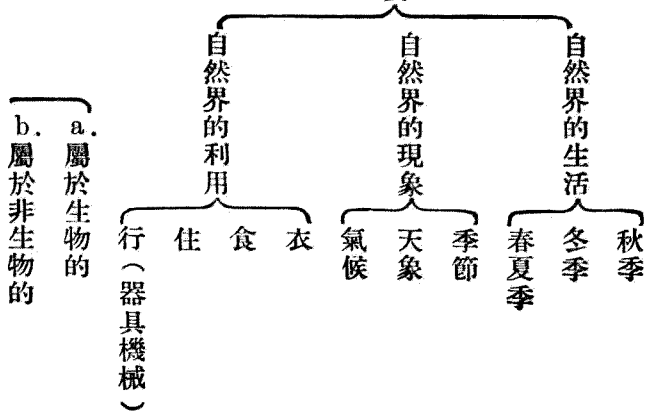 自然界的生活
秋季
冬季
春夏季
自然界的現象
季節
天象
氣候
自然界的利用
衣
食
住
行（器具機械）
a. 屬於生物的
b. 屬於非生物的